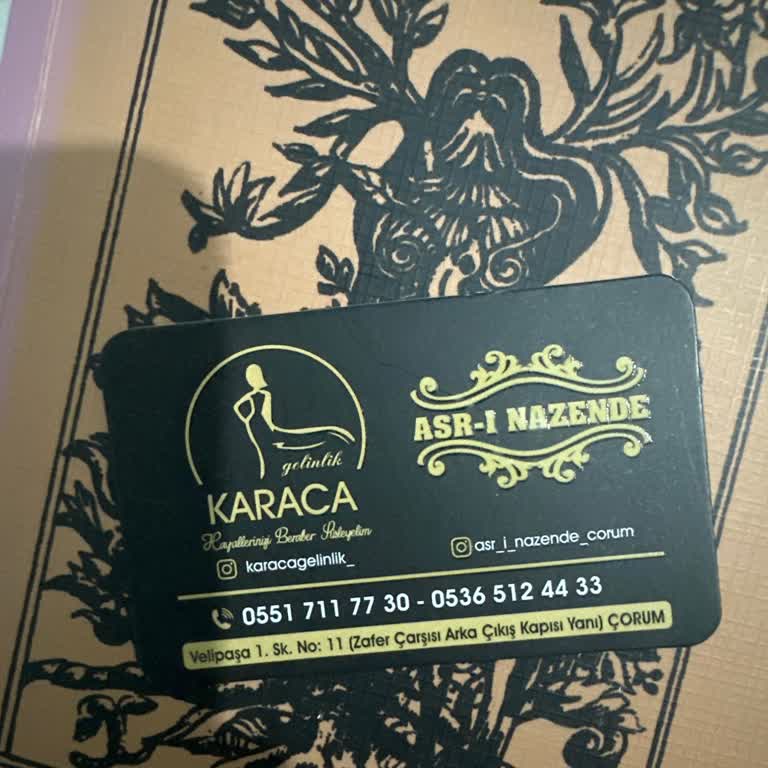 gelinlik
KARACA
Hayallerinizi Beraber Süsleyelim
karacagelinlik_
ASR-I NAZENDE
asr_i_nazende_corum
0551 711 77 30 - 0536 512 44 33
Velipaşa 1. Sk. No: 11 (Zafer Çarşısı Arka Çıkış Kapısı Yanı) ÇORUM